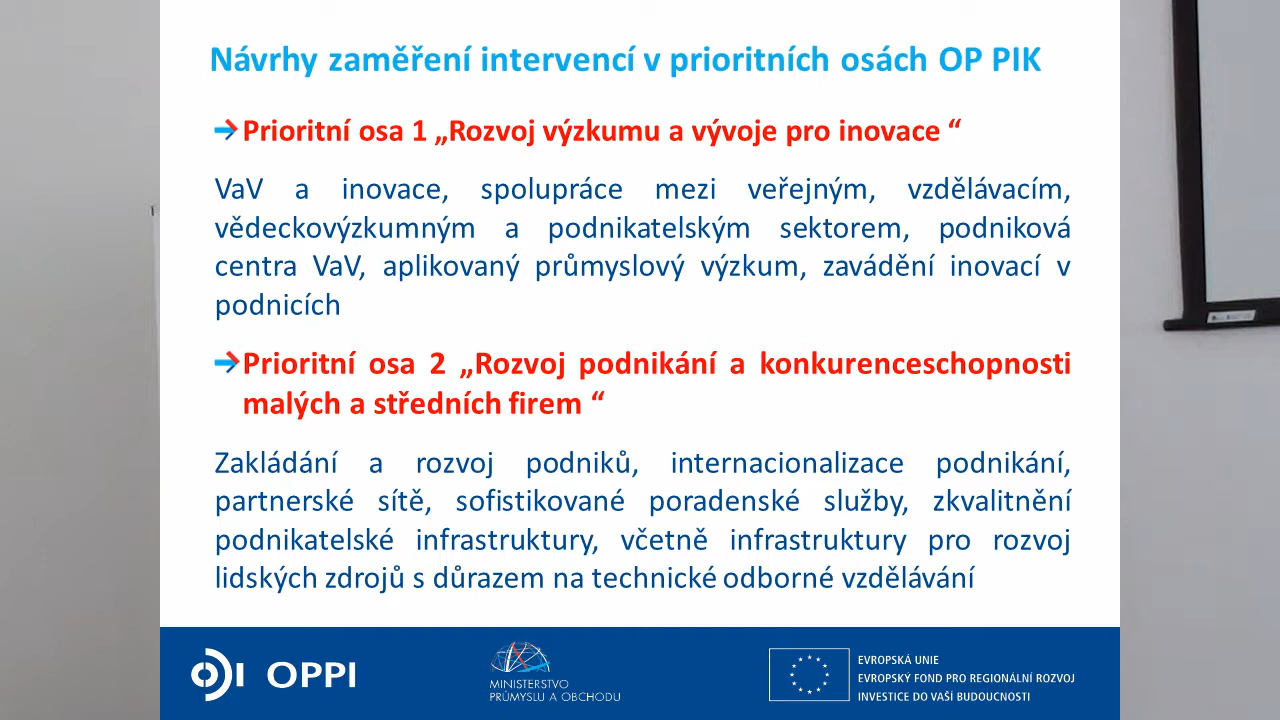 Návrhy zaměření intervencí v prioritních osách OP PIK
Prioritní osa 1 „Rozvoj výzkumu a vývoje pro inovace “
VaV a inovace, spolupráce mezi veřejným, vzdělávacím,
vědeckovýzkumným a podnikatelským sektorem, podniková
centra VaV, aplikovaný průmyslový výzkum, zavádění inovací v
podnicích
Prioritní osa 2 „Rozvoj podnikání a konkurenceschopnosti
malých a středních firem “
Zakládání a rozvoj podniků, internacionalizace podnikání,
partnerské sítě, sofistikované poradenské služby, zkvalitnění
podnikatelské infrastruktury, včetně infrastruktury pro rozvoj
lidských zdrojů s důrazem na technické odborné vzdělávání
OPPI
MINISTERSTVO
PRŮMYSLU A OBCHODU
EVROPSKÁ UNIE
EVROPSKÝ FOND PRO REGIONÁLNÍ ROZVOJ
INVESTICE DO VAŠÍ BUDOUCNOSTI